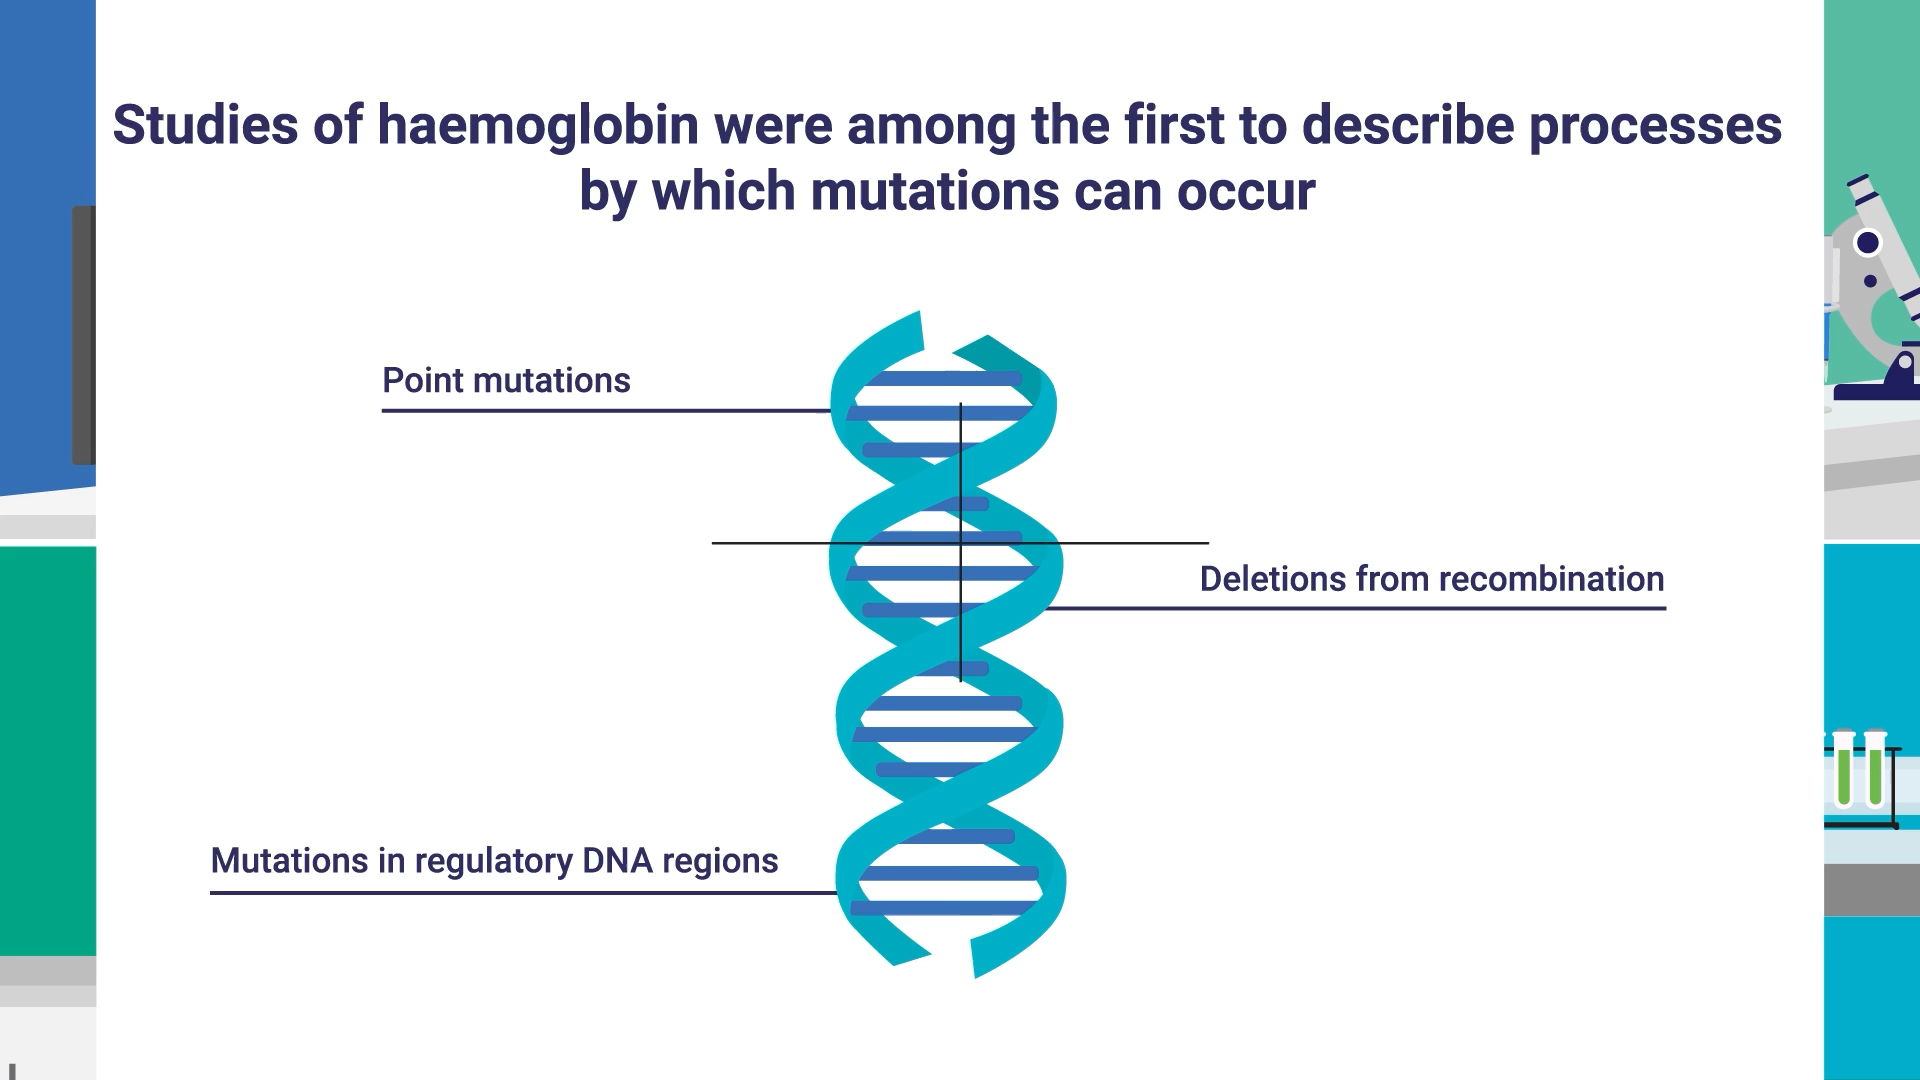 Studies of haemoglobin were among the first to describe processes
by which mutations can occur
Point mutations
Deletions from recombination
Mutations in regulatory DNA regions